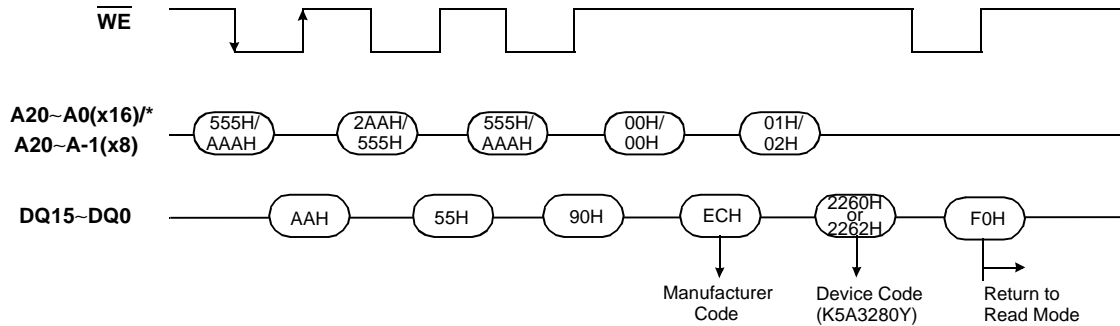 WE
A20~A0(x16)/*
A20~A-1(x8)
555H/
AAAH
2AAH/
555H
555H/
AAAH
00H/
00H
01H/
02H
DQ15~DQ0
AAH
55H
90H
ECH
2260H
or
2262H
F0H
Manufacturer
Code
Device Code
(K5A3280Y)
Return to
Read Mode